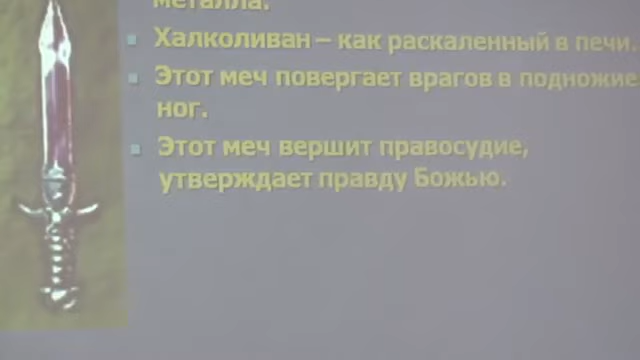 металла.
Халколиван – как раскаленный в печи.
Этот меч повергает врагов в подножие
ног.
Этот меч вершит правосудие,
утверждает правду Божью.